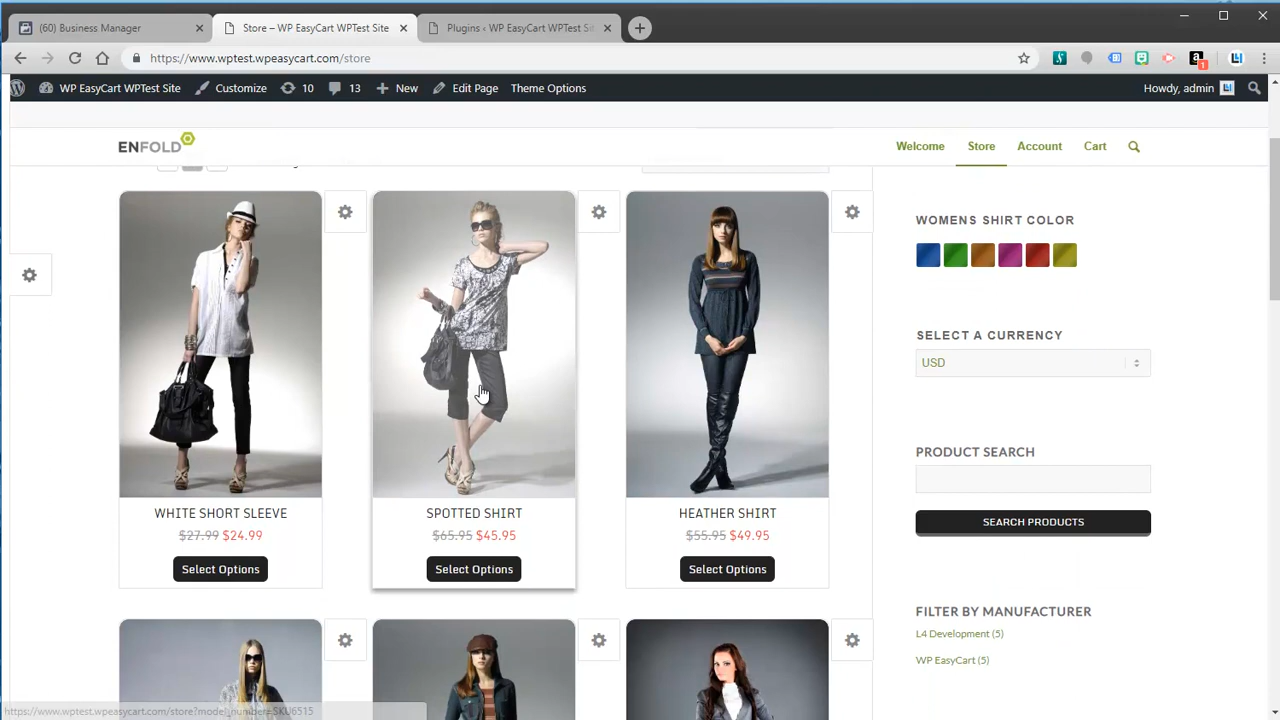 (60) Business Manager
Store – WP EasyCart WPTest Site
Plugins ‹ WP EasyCart WPTest Sit
https://www.wptest.wpeasycart.com/store
1
WP EasyCart WPTest Site
Customize
10
13
New
Edit Page
Theme Options
Howdy, admin
ENFOLD
Welcome
Store
Account
Cart
WOMENS SHIRT COLOR
SELECT A CURRENCY
USD
PRODUCT SEARCH
SEARCH PRODUCTS
WHITE SHORT SLEEVE
$27.99 $24.99
Select Options
SPOTTED SHIRT
$65.95 $45.95
Select Options
HEATHER SHIRT
$55.95 $49.95
Select Options
FILTER BY MANUFACTURER
L4 Development (5)
WP EasyCart (5)
https://www.wptest.wpeasycart.com/store?model_number=SKU6515